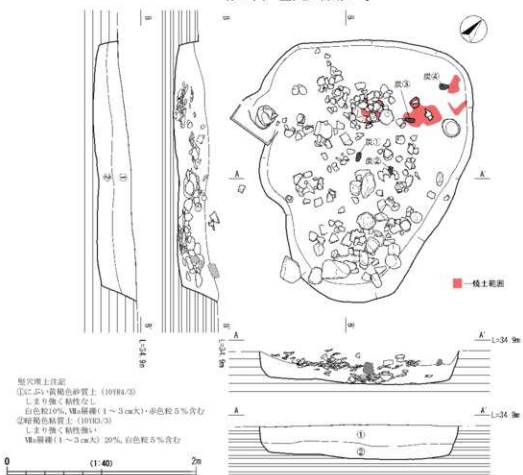 B
B
炭④
炭③
炭①
炭②
A
A'
② ①
焼土範囲
B'
B'
B'
L=34.9m
L=34.9m
A
A'
L=34.9m
A
A'
L=34.9m
①
②
竪穴埋土注記
①にぶい黄褐色砂質土(10YR4/3)
しまり強く粘性なし
白色粒10%、Ⅷa層礫(1～3cm大)・赤色粒5%含む
②暗褐色粘質土(10YR3/3)
しまり強く粘性強い
Ⅷa層礫(1～3cm大)20%、白色粒5%含む
0 (1:40) 2m